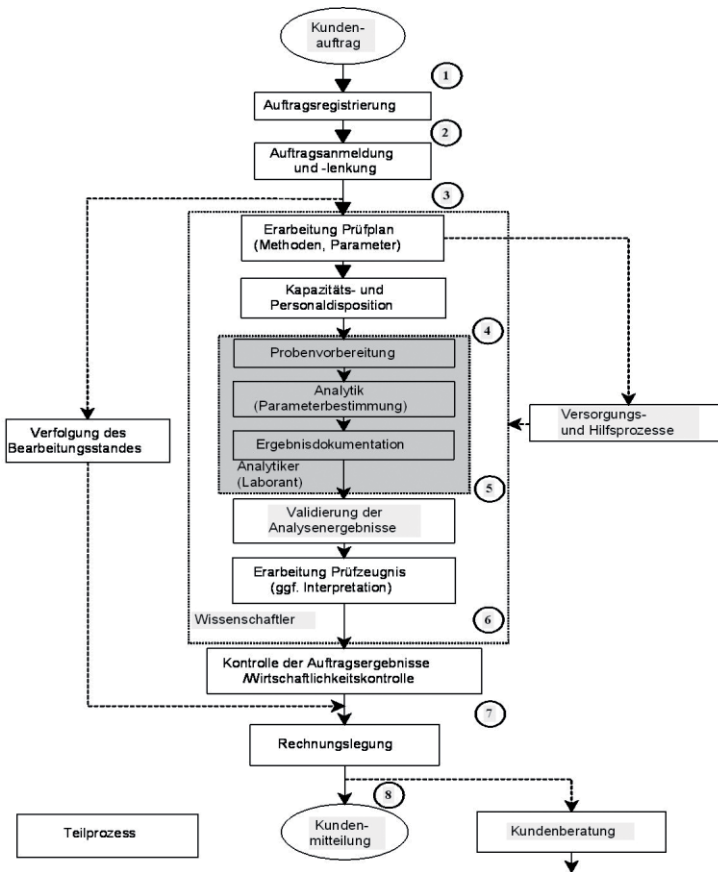 Kunden-
auftrag
1
Auftragsregistrierung
2
Auftragsanmeldung
und -lenkung
3
Erarbeitung Prüfplan
(Methoden, Parameter)
Kapazitäts- und
Personaldisposition
4
Probenvorbereitung
Analytik
(Parameterbestimmung)
Ergebnisdokumentation
Analytiker
(Laborant)
Verfolgung des
Bearbeitungsstandes
Versorgungs-
und Hilfsprozesse
5
Validierung der
Analysenergebnisse
Erarbeitung Prüfzeugnis
(ggf. Interpretation)
Wissenschaftler
6
Kontrolle der Auftragsergebnisse
/Wirtschaftlichkeitskontrolle
7
Rechnungslegung
8
Kunden-
mitteilung
Teilprozess
Kundenberatung